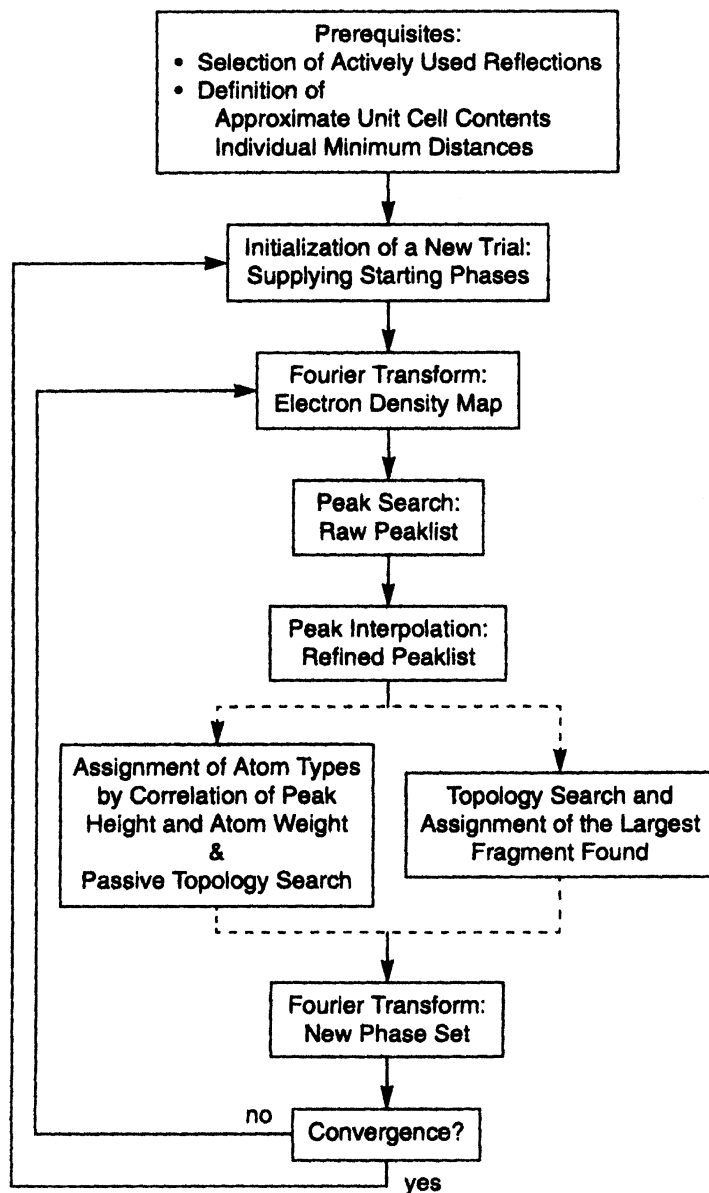 Prerequisites:
• Selection of Actively Used Reflections
• Definition of
Approximate Unit Cell Contents
Individual Minimum Distances
Initialization of a New Trial:
Supplying Starting Phases
Fourier Transform:
Electron Density Map
Peak Search:
Raw Peaklist
Peak Interpolation:
Refined Peaklist
Assignment of Atom Types
by Correlation of Peak
Height and Atom Weight
&
Passive Topology Search
Topology Search and
Assignment of the Largest
Fragment Found
Fourier Transform:
New Phase Set
no
Convergence?
yes